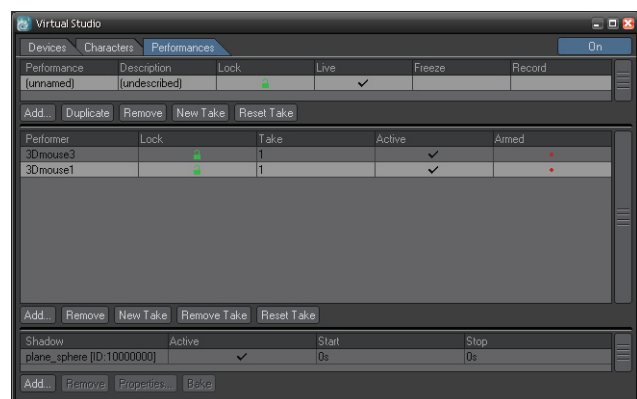 Virtual Studio
Devices Characters Performances On
Performance Description Lock Live Freeze Record
(unnamed) (undescribed)
Add... Duplicate Remove New Take Reset Take
Performer Lock Take Active Armed
3Dmouse3 1
3Dmouse1 1
Add... Remove New Take Remove Take Reset Take
Shadow Active Start Stop
plane_sphere [ID:10000000] 0s 0s
Add... Remove Properties... Bake